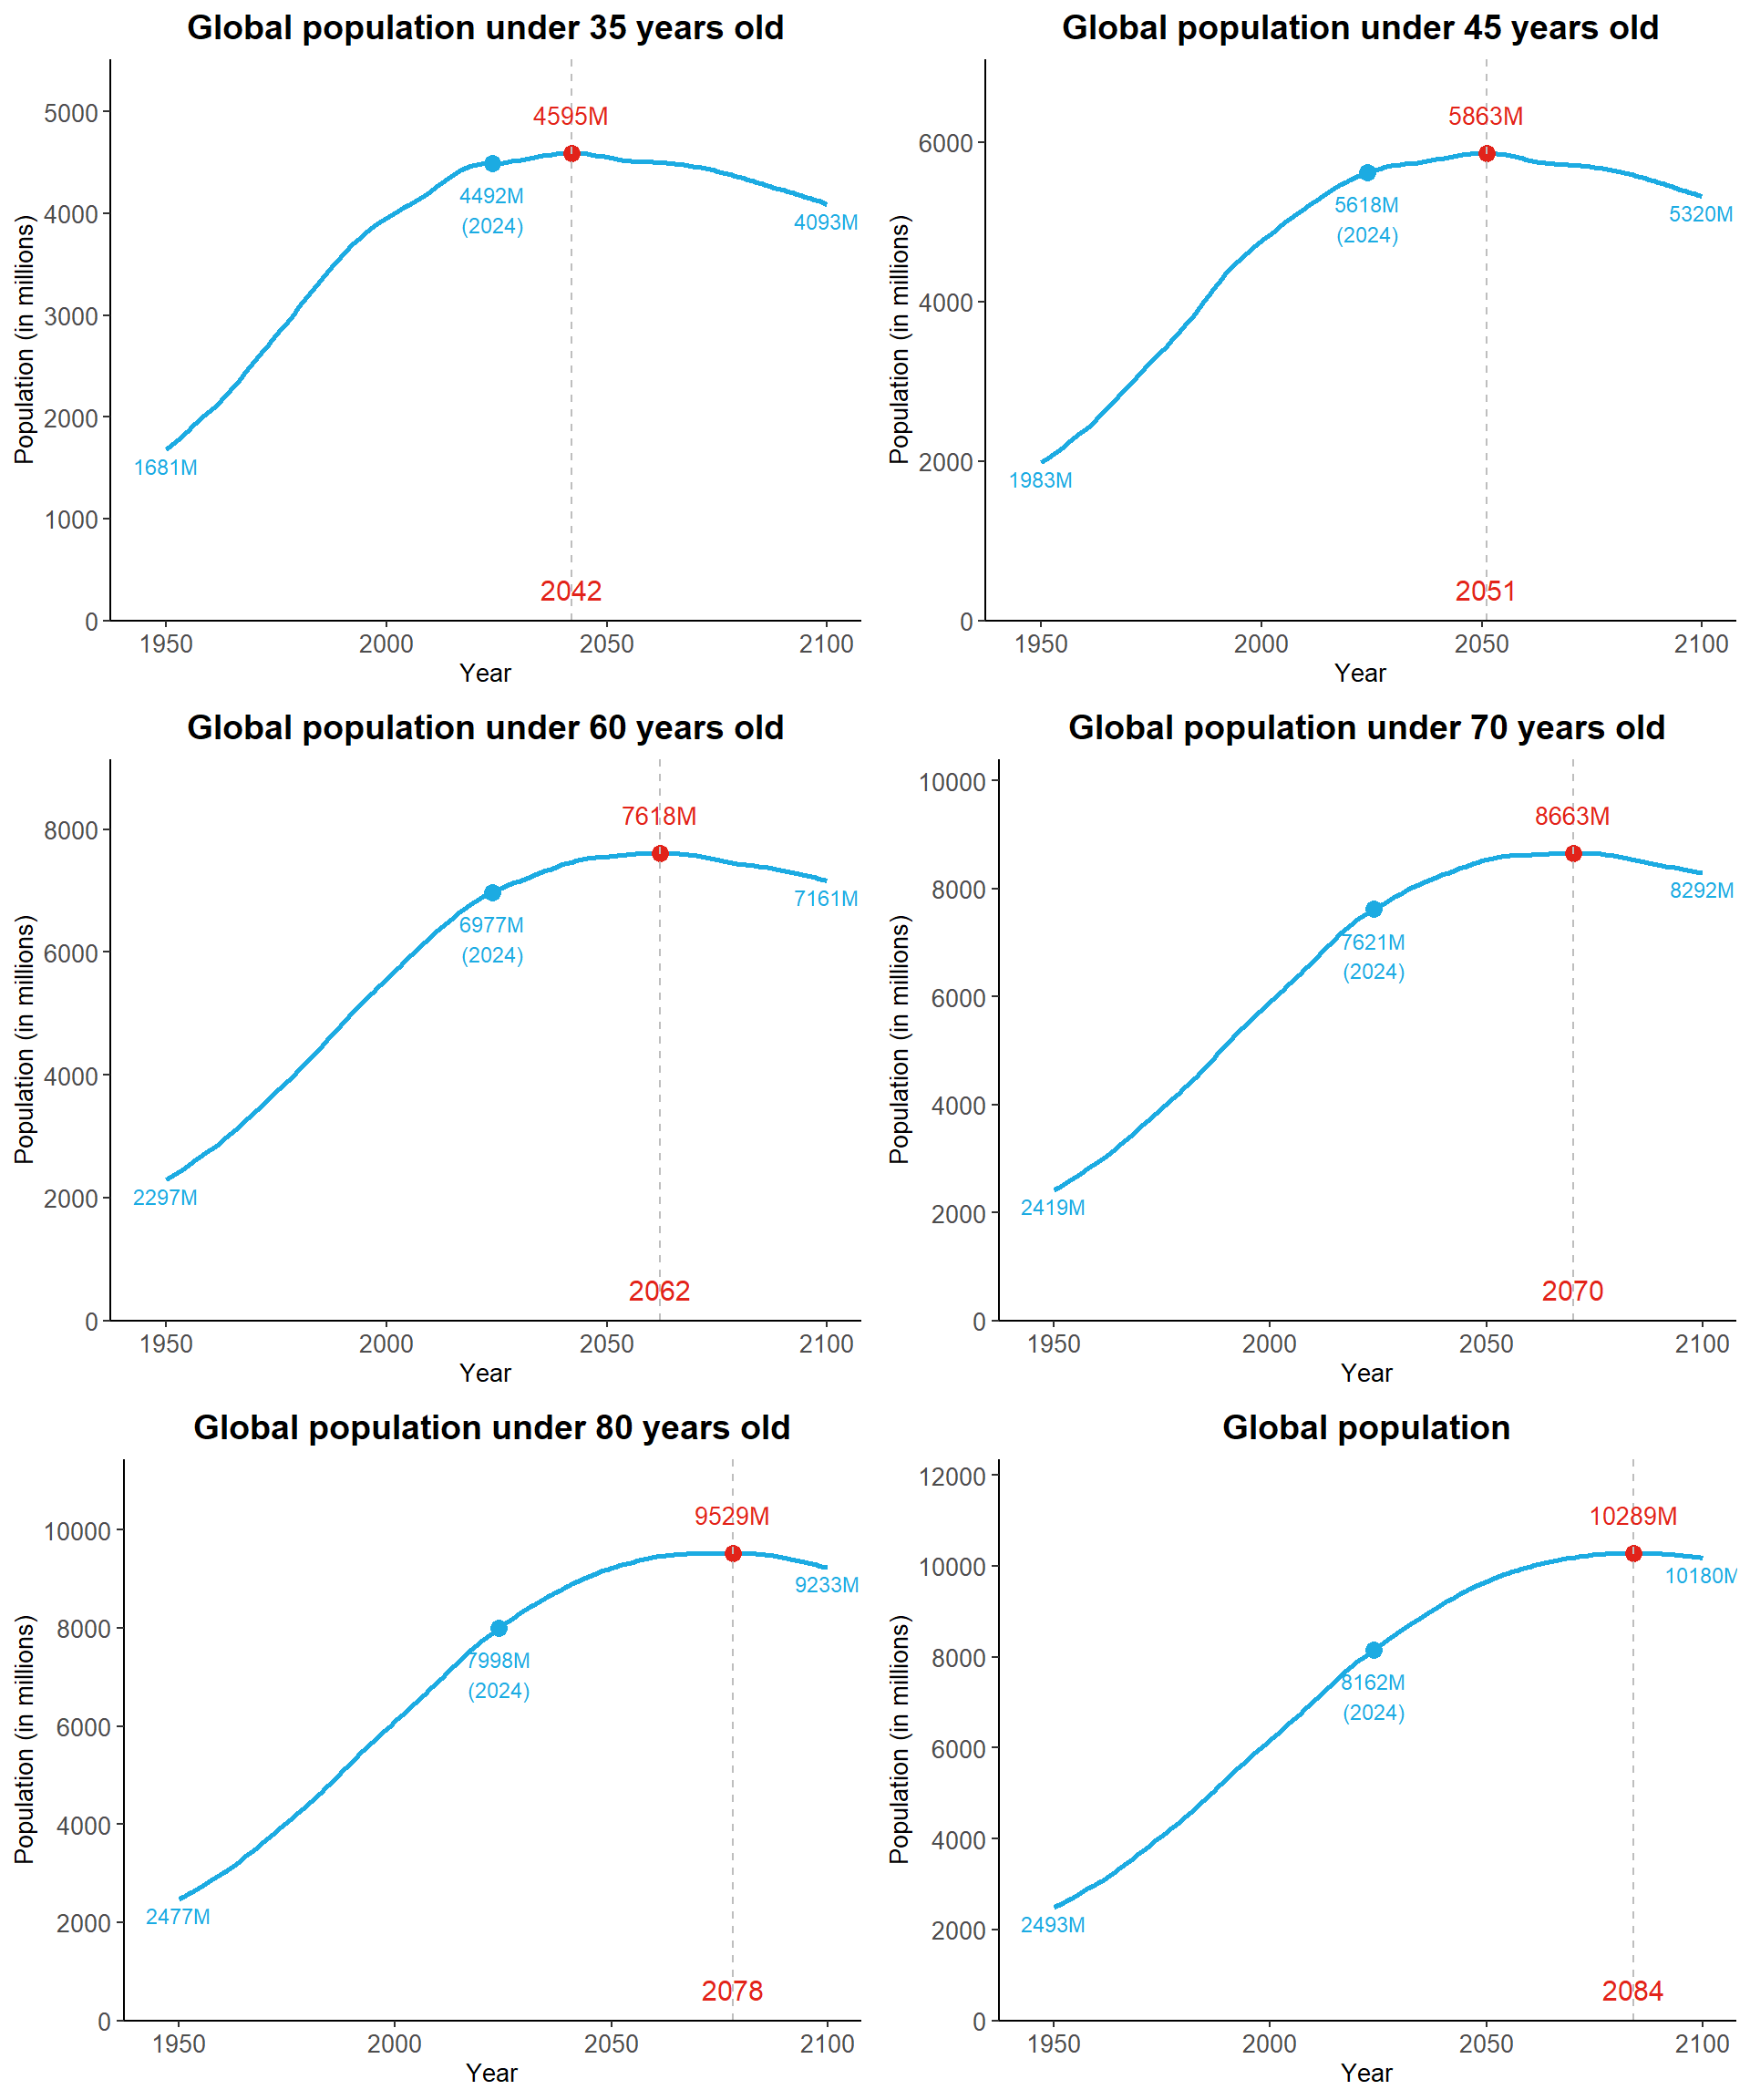 Global population under 35 years old
Population (in millions)
5000
4000
3000
2000
1000
0
4595M
4492M
(2024)
4093M
1681M
2042
1950 2000 2050 2100
Year
Global population under 45 years old
Population (in millions)
6000
4000
2000
0
5863M
5618M
(2024)
5320M
1983M
2051
1950 2000 2050 2100
Year
Global population under 60 years old
Population (in millions)
8000
6000
4000
2000
0
7618M
6977M
(2024)
7161M
2297M
2062
1950 2000 2050 2100
Year
Global population under 70 years old
Population (in millions)
10000
8000
6000
4000
2000
0
8663M
7621M
(2024)
8292M
2419M
2070
1950 2000 2050 2100
Year
Global population under 80 years old
Population (in millions)
10000
8000
6000
4000
2000
0
9529M
9233M
7998M
(2024)
2477M
2078
1950 2000 2050 2100
Year
Global population
Population (in millions)
12000
10000
8000
6000
4000
2000
0
10289M
10180M
8162M
(2024)
2493M
2084
1950 2000 2050 2100
Year